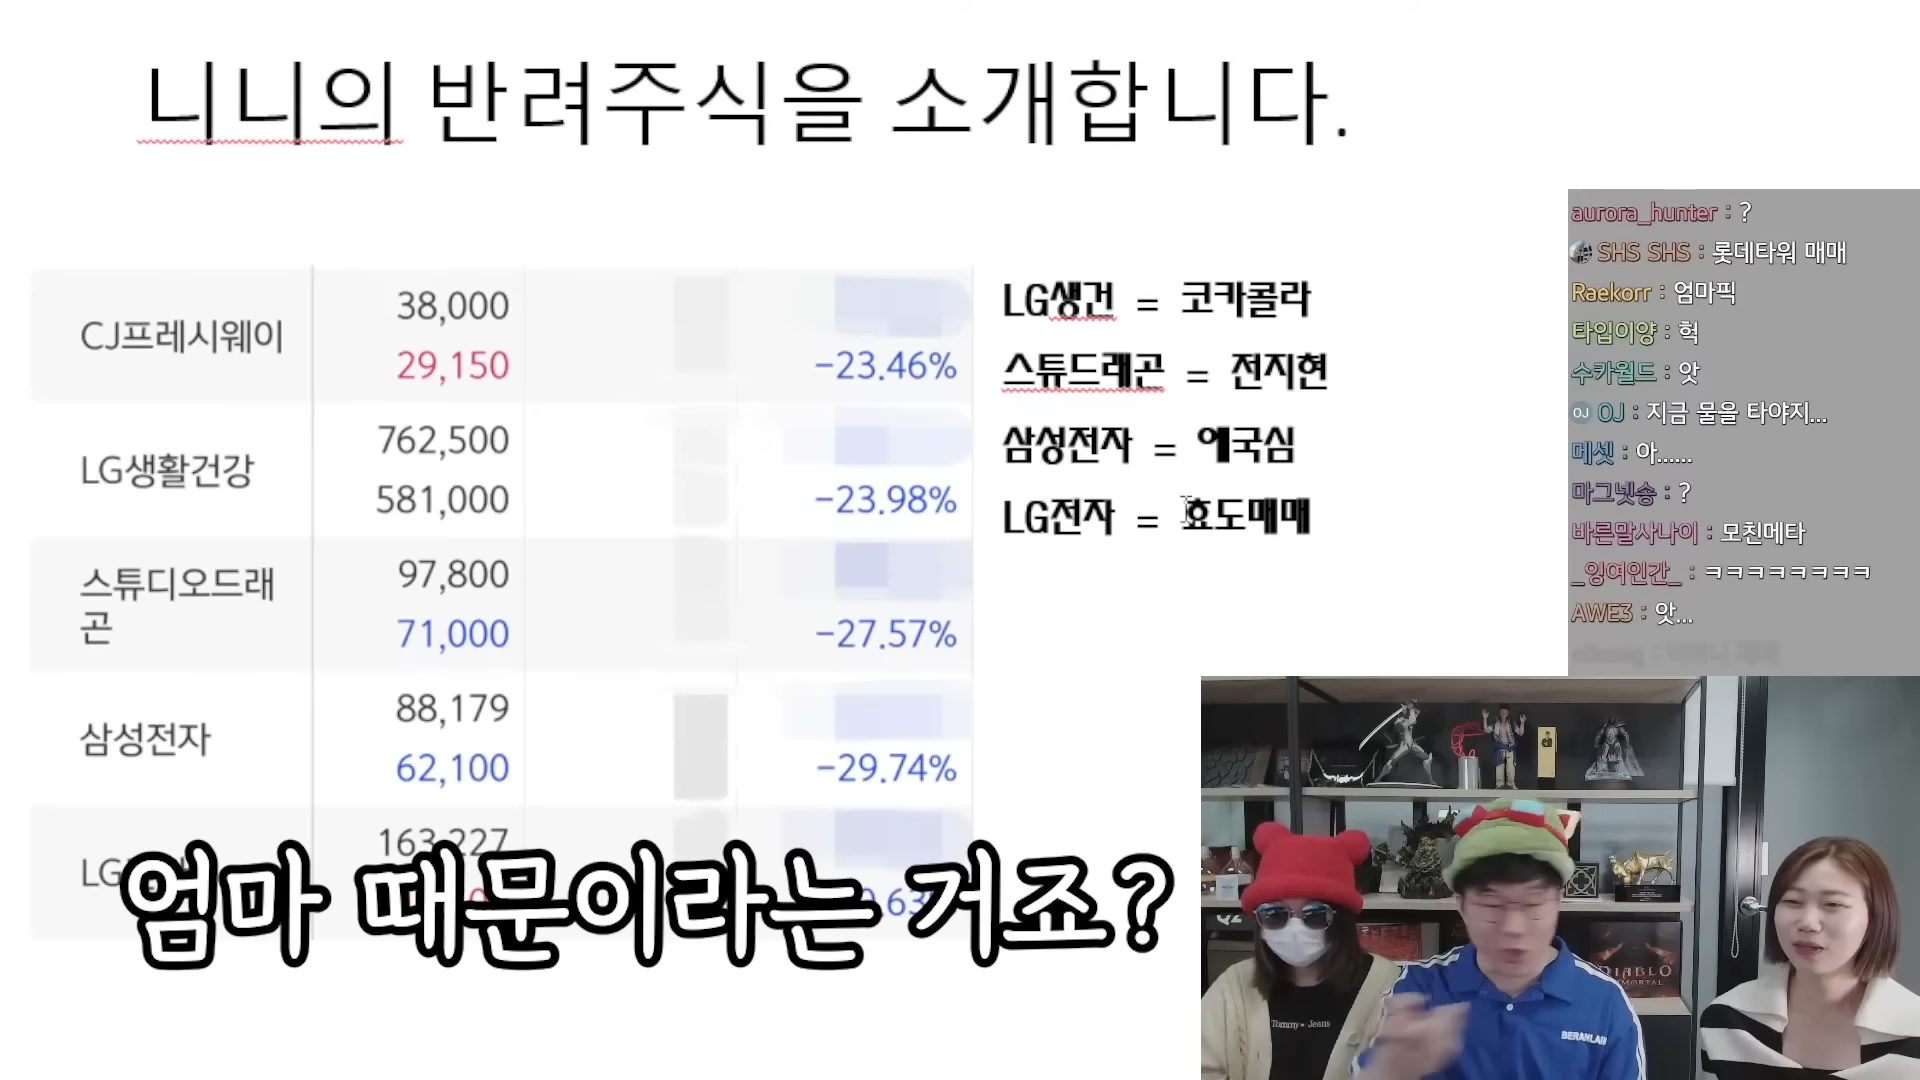 니니의 반려주식을 소개합니다.
CJ프레시웨이
38,000
29,150
-23.46%
LG생활건강
762,500
581,000
-23.98%
스튜디오드래곤
97,800
71,000
-27.57%
삼성전자
88,179
62,100
-29.74%
LG
163,227
LG생건 = 코카콜라
스튜드래곤 = 전지현
삼성전자 = 애국심
LG전자 = 효도매매
aurora_hunter : ?
SHS SHS : 롯데타워 매매
Raekorr : 엄마픽
타입이양 : 헉
수카월드 : 앗
OJ OJ : 지금 물을 타야지...
메셋 : 아......
마그넷송 : ?
바른말사나이 : 모친메타
_잉여인간_ : ㅋㅋㅋㅋㅋㅋㅋㅋ
AWE3 : 앗...
엄마 때문이라는 거죠?
Tommy Jeans
DIABLO
IMMORTAL